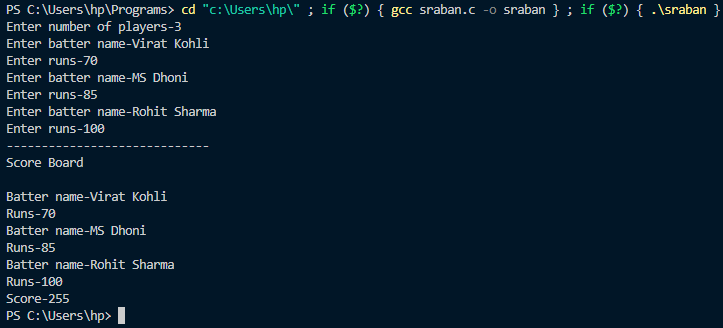 PS C:\Users\hp\Programs> cd "c:\Users\hp\" ; if ($?) { gcc sraban.c -o sraban } ; if ($?) { .\sraban }
Enter number of players-3
Enter batter name-Virat Kohli
Enter runs-70
Enter batter name-MS Dhoni
Enter runs-85
Enter batter name-Rohit Sharma
Enter runs-100
-----------------------------
Score Board
Batter name-Virat Kohli
Runs-70
Batter name-MS Dhoni
Runs-85
Batter name-Rohit Sharma
Runs-100
Score-255
PS C:\Users\hp>